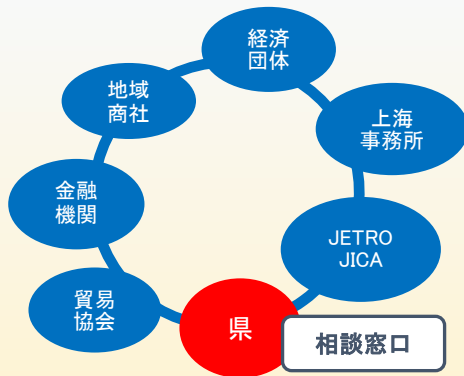 経済
団体
地域
商社
上海
事務所
金融
機関
JETRO
JICA
貿易
協会
県
相談窓口